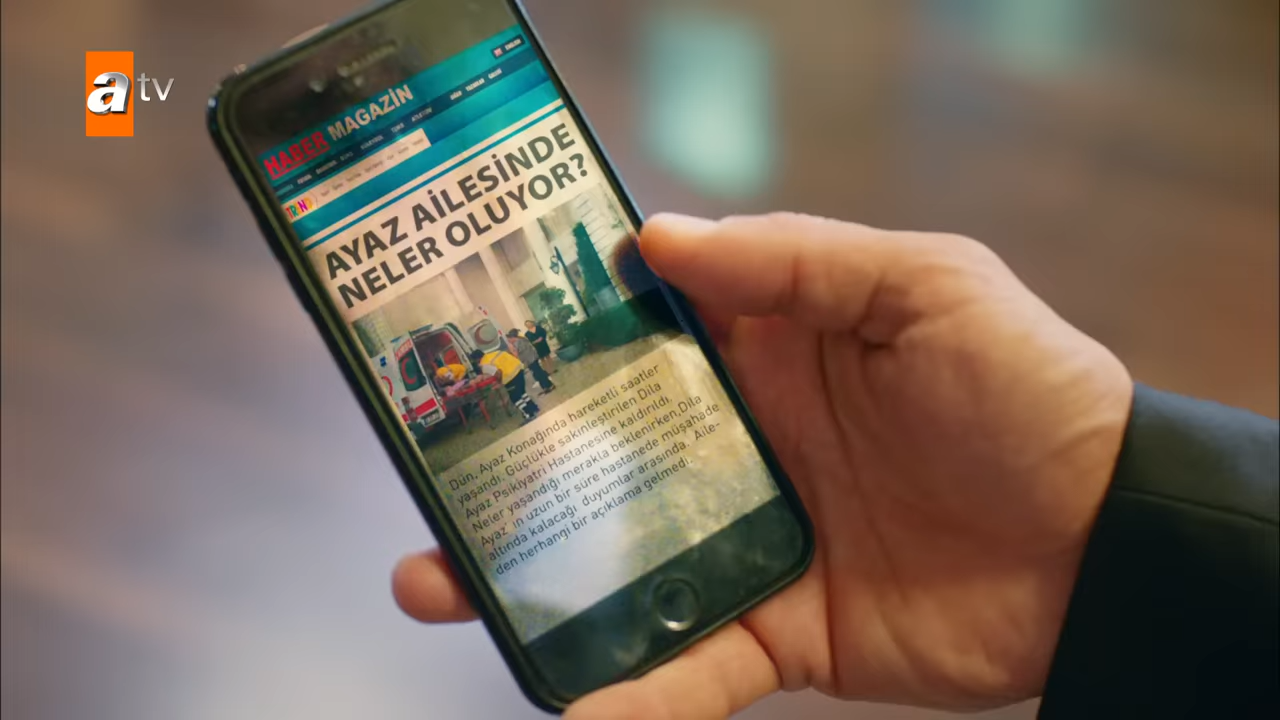 atv
ENGLISH
HABER MAGAZİN
TREND
AYAZ AİLESİNDE
NELER OLUYOR?
Dün, Ayaz Konağında hareketli saatler
yaşandı. Güçlükle sakinleştirilen Dila
Ayaz Psikiyatri Hastanesine kaldırıldı.
Neler yaşandığı merakla beklenirken,Dila
Ayaz`ın uzun bir süre hastanede müşahade
altında kalacağı duyumlar arasında. Aile-
den herhangi bir açıklama gelmedi.